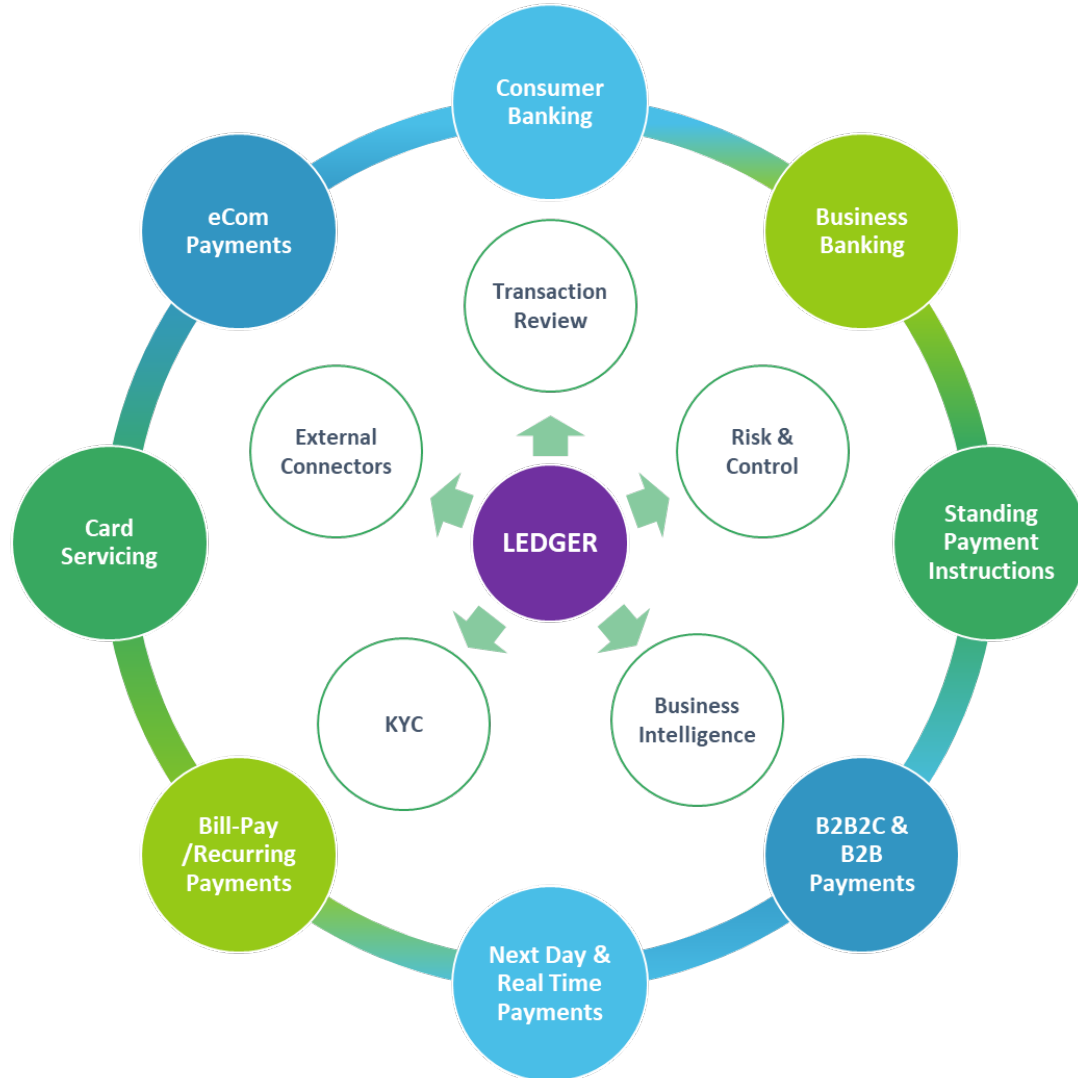 Consumer
Banking
eCom
Payments
Business
Banking
Transaction
Review
External
Connectors
Risk &
Control
Card
Servicing
LEDGER
Standing
Payment
Instructions
KYC
Business
Intelligence
Bill-Pay
/Recurring
Payments
B2B2C &
B2B
Payments
Next Day &
Real Time
Payments